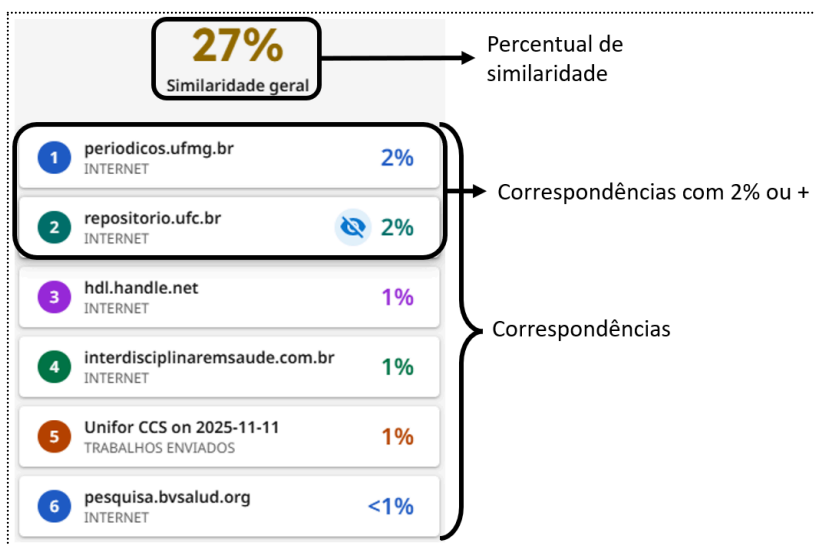 27%
Similaridade geral
Percentual de
similaridade
1
periodicos.ufmg.br
INTERNET
2%
2
repositorio.ufc.br
INTERNET
2%
Correspondências com 2% ou +
3
hdl.handle.net
INTERNET
1%
Correspondências
4
interdisciplinaremsaude.com.br
INTERNET
1%
5
Unifor CCS on 2025-11-11
TRABALHOS ENVIADOS
1%
6
pesquisa.bvsalud.org
INTERNET
<1%